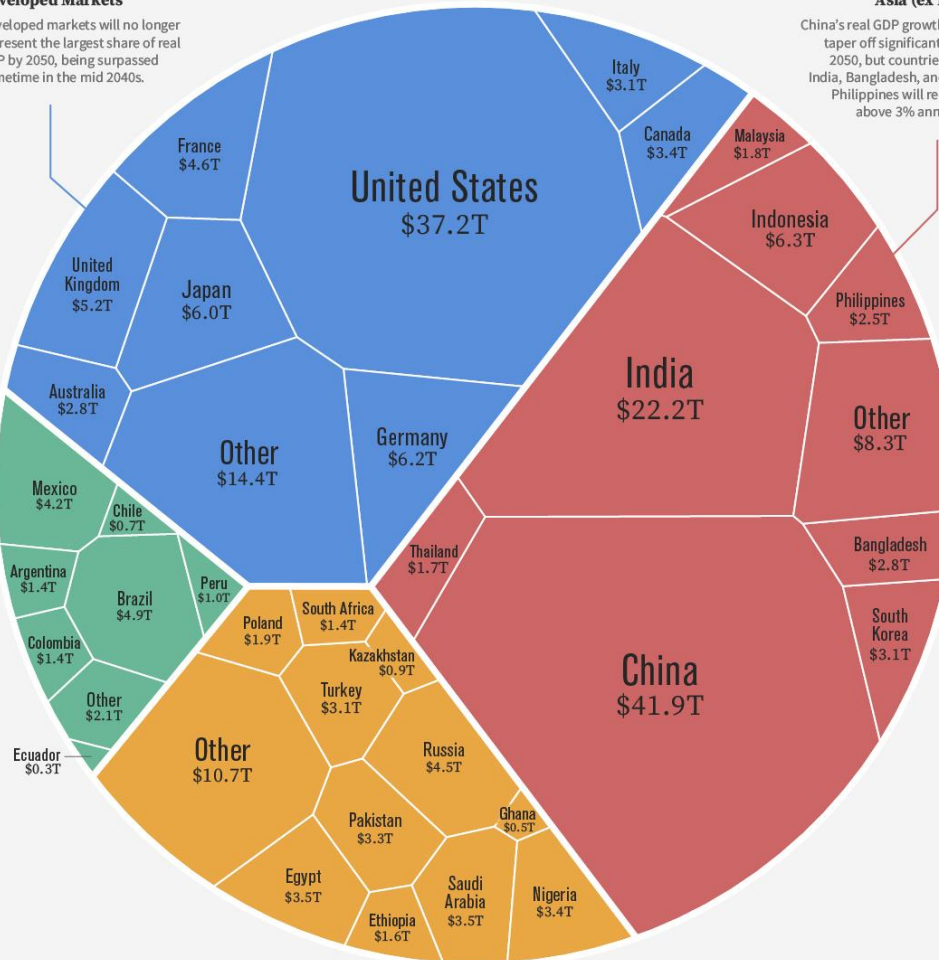 veloped Markets
veloped markets will no longer
present the largest share of real
P by 2050, being surpassed
metime in the mid 2040s.
Asia (ex
China's real GDP growth
taper off significant
2050, but countrie
India, Bangladesh, an
Philippines will re
above 3% ann
Italy
$3.1T
Canada
$3.4T
France
$4.6T
United States
$37.2T
Malaysia
$1.8T
Indonesia
$6.3T
United
Kingdom
$5.2T
Japan
$6.0T
Philippines
$2.5T
India
$22.2T
Australia
$2.8T
Other
$8.3T
Other
$14.4T
Germany
$6.2T
Mexico
$4.2T
Chile
$0.7T
Thailand
$1.7T
Bangladesh
$2.8T
Argentina
$1.4T
Brazil
$4.9T
Peru
$1.0T
South Africa
$1.4T
Poland
$1.9T
South
Korea
$3.1T
Colombia
$1.4T
Kazakhstan
$0.9T
China
$41.9T
Other
$2.1T
Turkey
$3.1T
Ecuador
$0.3T
Other
$10.7T
Russia
$4.5T
Ghana
$0.5T
Pakistan
$3.3T
Egypt
$3.5T
Saudi
Arabia
$3.5T
Nigeria
$3.4T
Ethiopia
$1.6T